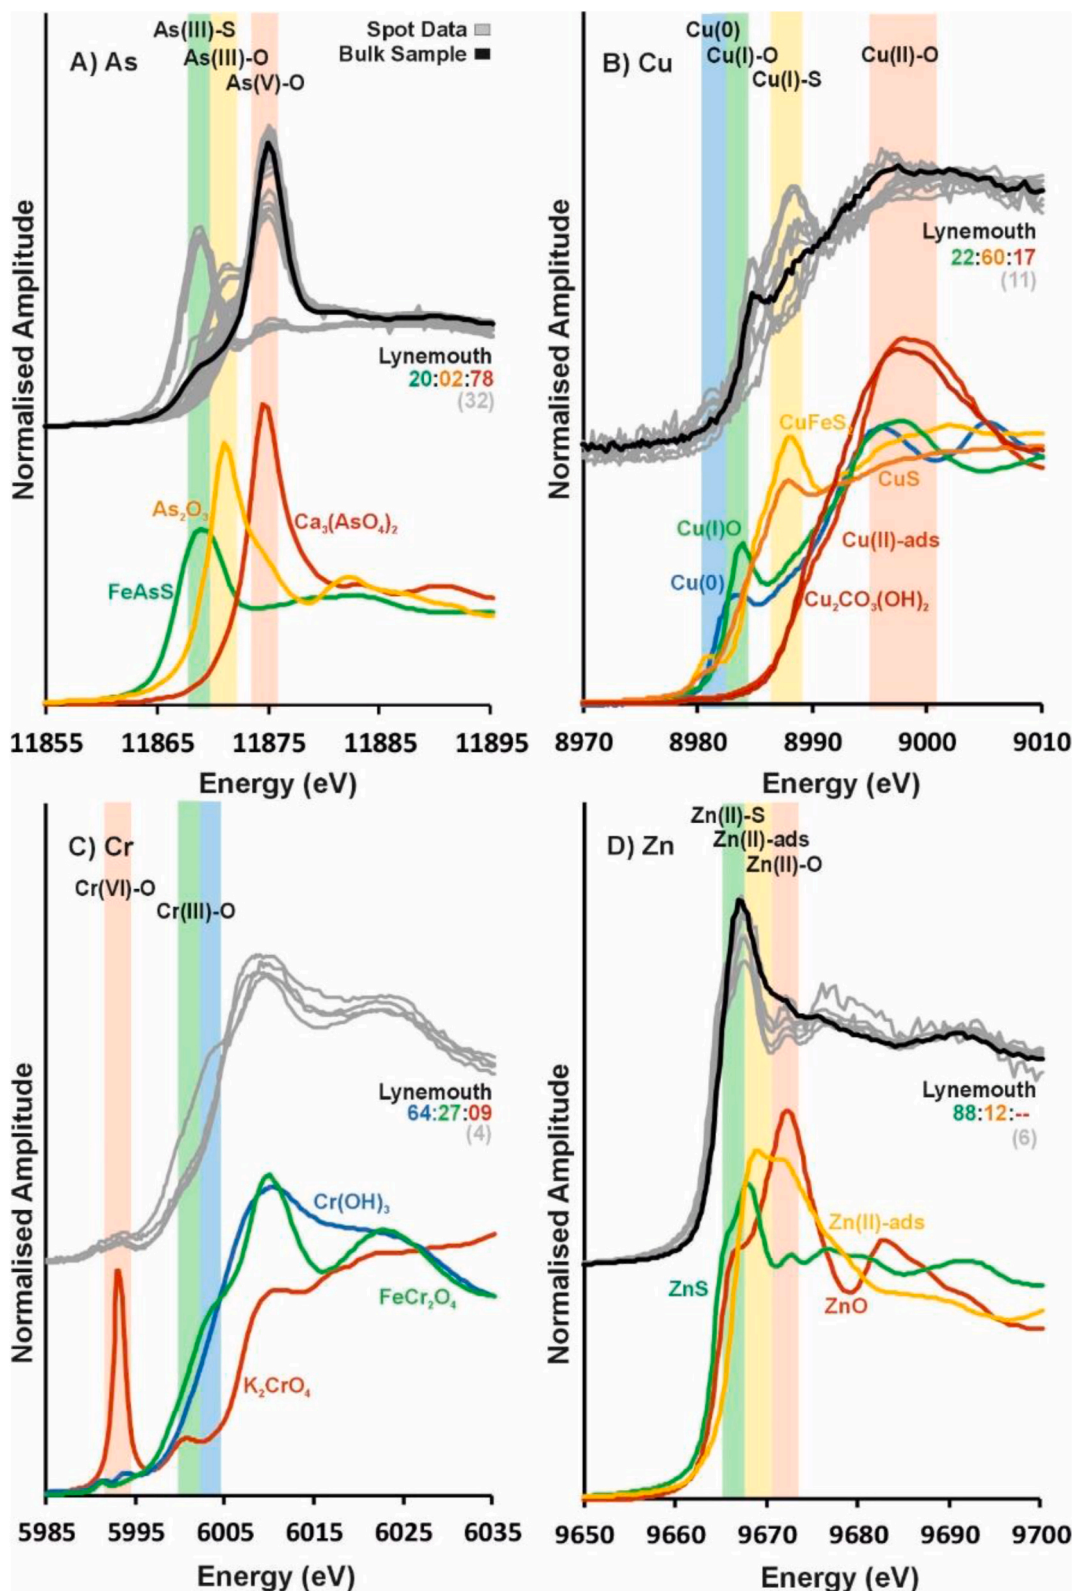 As(III)-S
Spot Data
As(III)-O
Bulk Sample
A) As
As(V)-O
Normalised Amplitude
Lynemouth
20:02:78
(32)
As₂O₃
Ca₃(AsO₄)₂
FeAsS
11855 11865 11875 11885 11895
Energy (eV)
Cu(0)
B) Cu
Cu(I)-O
Cu(II)-O
Cu(I)-S
Normalised Amplitude
Lynemouth
22:60:17
(11)
CuFeS
CuS
Cu(I)O
Cu(II)-ads
Cu(0)
Cu₂CO₃(OH)₂
8970 8980 8990 9000 9010
Energy (eV)
C) Cr
Cr(VI)-O
Cr(III)-O
Normalised Amplitude
Lynemouth
64:27:09
(4)
Cr(OH)₃
FeCr₂O₄
K₂CrO₄
5985 5995 6005 6015 6025 6035
Energy (eV)
Zn(II)-S
D) Zn
Zn(II)-ads
Zn(II)-O
Normalised Amplitude
Lynemouth
88:12:--
(6)
Zn(II)-ads
ZnS
ZnO
9650 9660 9670 9680 9690 9700
Energy (eV)